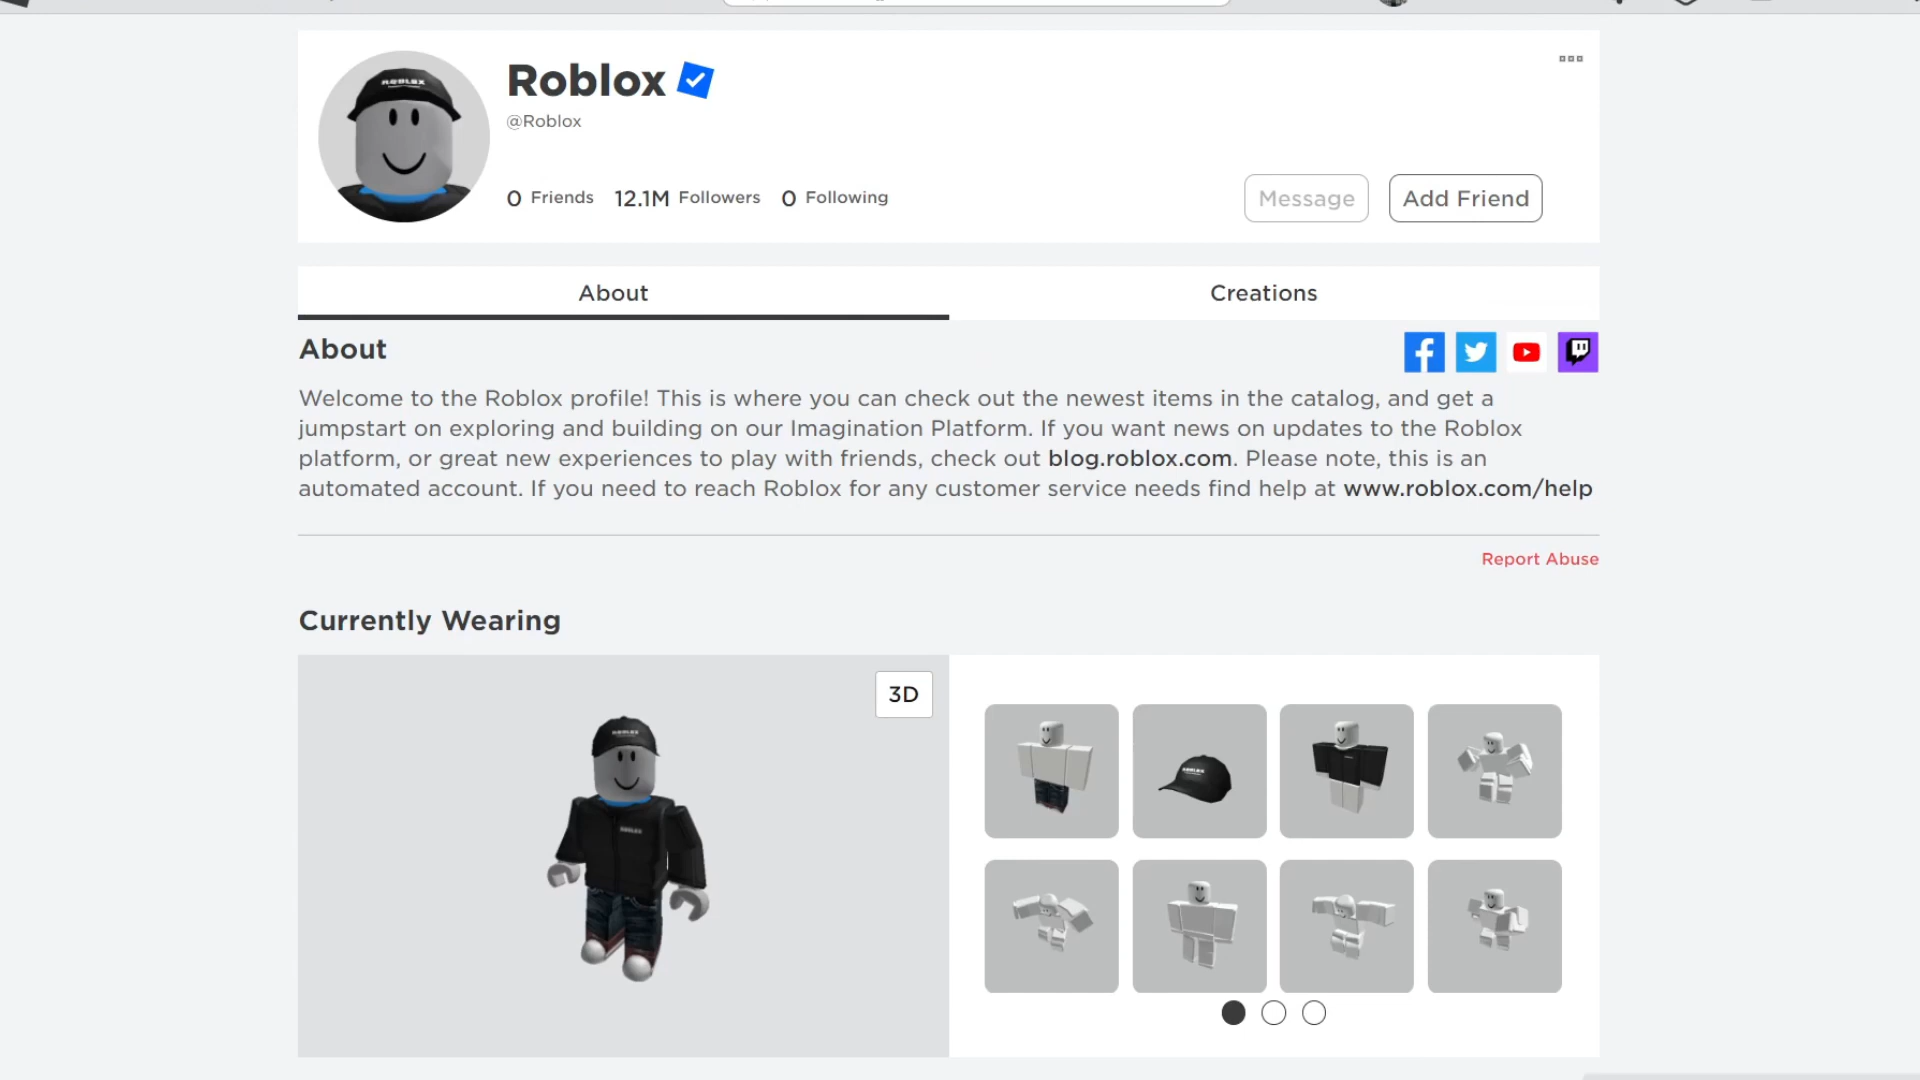 ROBLOX
Roblox
@Roblox
0 Friends 12.1M Followers 0 Following
Message
Add Friend
About
Creations
About
Welcome to the Roblox profile! This is where you can check out the newest items in the catalog, and get a
jumpstart on exploring and building on our Imagination Platform. If you want news on updates to the Roblox
platform, or great new experiences to play with friends, check out blog.roblox.com. Please note, this is an
automated account. If you need to reach Roblox for any customer service needs find help at www.roblox.com/help
Report Abuse
Currently Wearing
3D
ROBLOX
ROBLOX
ROBLOX